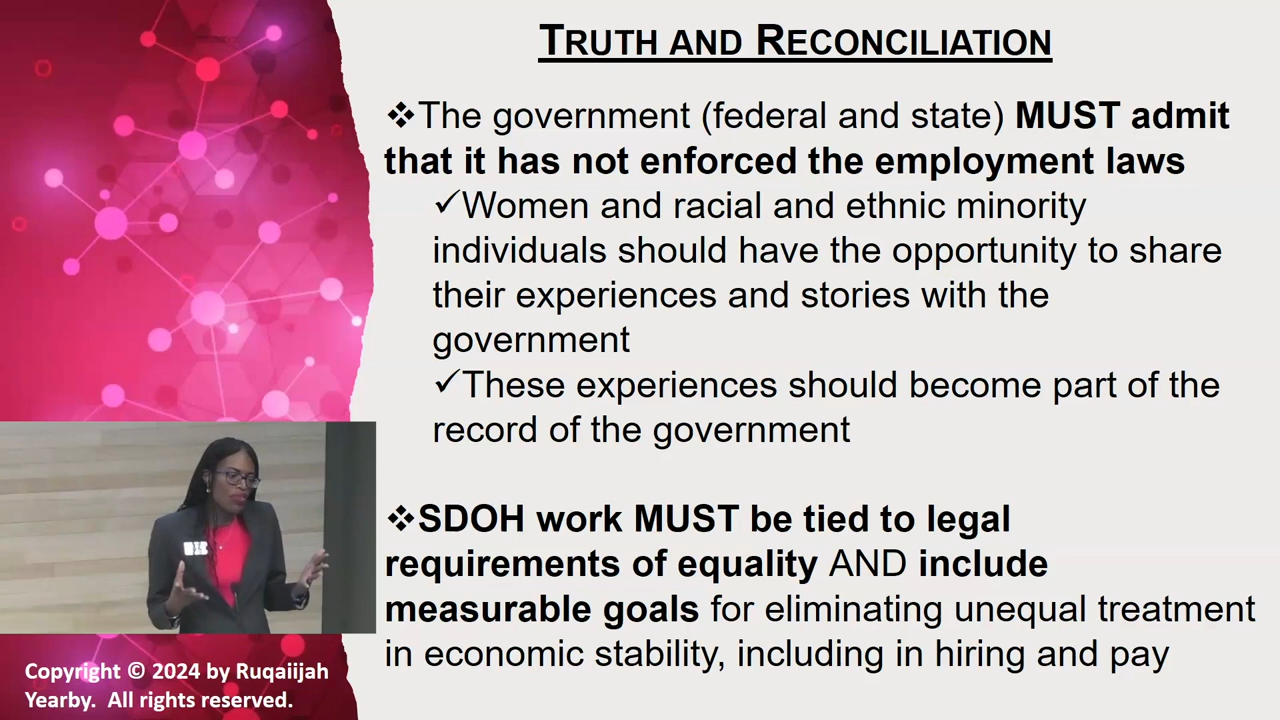 TRUTH AND RECONCILIATION
❖The government (federal and state) MUST admit
that it has not enforced the employment laws
✓Women and racial and ethnic minority
individuals should have the opportunity to share
their experiences and stories with the
government
✓These experiences should become part of the
record of the government
❖SDOH work MUST be tied to legal
requirements of equality AND include
measurable goals for eliminating unequal treatment
in economic stability, including in hiring and pay
Copyright © 2024 by Ruqaiijah
Yearby. All rights reserved.